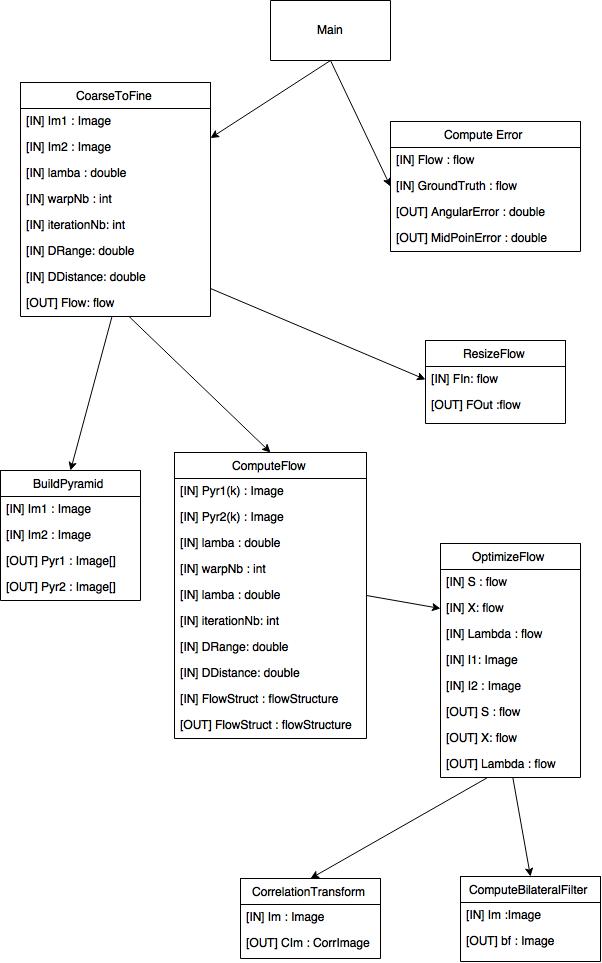 Main
CoarseToFine
[IN] Im1 : Image
[IN] Im2 : Image
[IN] lamba : double
[IN] warpNb : int
[IN] iterationNb: int
[IN] DRange: double
[IN] DDistance: double
[OUT] Flow: flow
Compute Error
[IN] Flow : flow
[IN] GroundTruth : flow
[OUT] AngularError : double
[OUT] MidPoinError : double
ResizeFlow
[IN] FIn: flow
[OUT] FOut :flow
BuildPyramid
[IN] Im1 : Image
[IN] Im2 : Image
[OUT] Pyr1 : Image[]
[OUT] Pyr2 : Image[]
ComputeFlow
[IN] Pyr1(k) : Image
[IN] Pyr2(k) : Image
[IN] lamba : double
[IN] warpNb : int
[IN] lamba : double
[IN] iterationNb: int
[IN] DRange: double
[IN] DDistance: double
[IN] FlowStruct : flowStructure
[OUT] FlowStruct : flowStructure
OptimizeFlow
[IN] S : flow
[IN] X: flow
[IN] Lambda : flow
[IN] I1: Image
[IN] I2 : Image
[OUT] S : flow
[OUT] X: flow
[OUT] Lambda : flow
CorrelationTransform
[IN] Im : Image
[OUT] CIm : CorrImage
ComputeBilateralFilter
[IN] Im :Image
[OUT] bf : Image